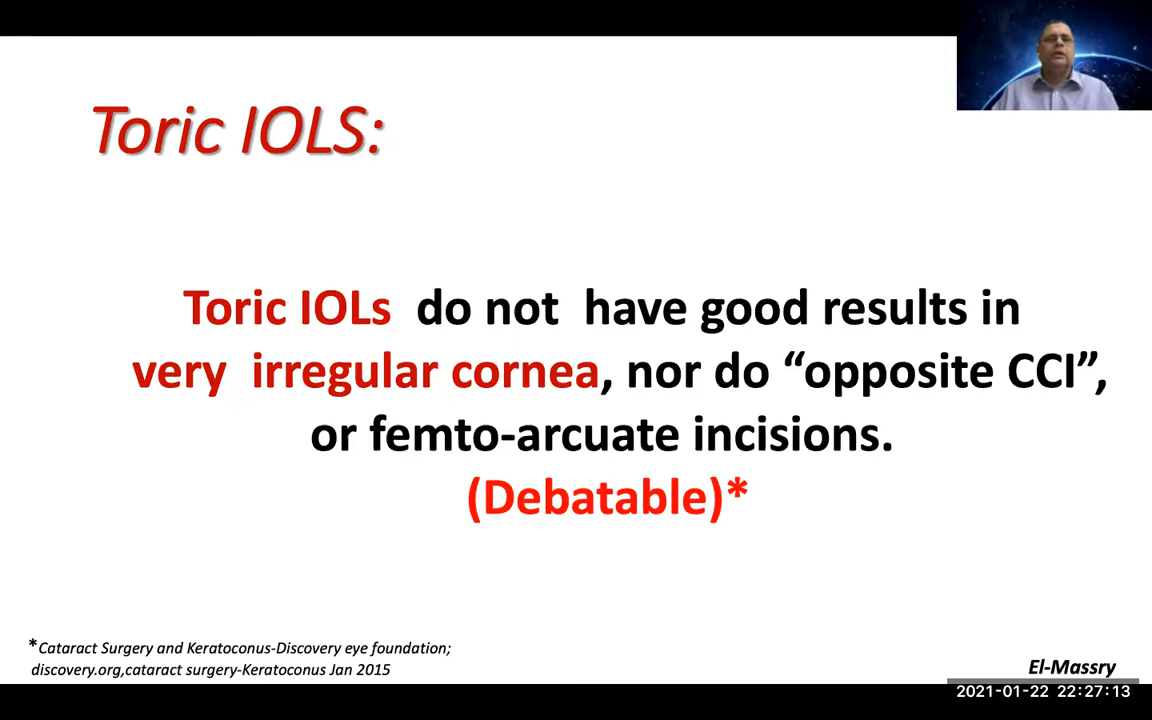 Toric IOLS:
Toric IOLs do not have good results in
very irregular cornea, nor do “opposite CCI”,
or femto-arcuate incisions.
(Debatable)*
*Cataract Surgery and Keratoconus-Discovery eye foundation;
discovery.org,cataract surgery-Keratoconus Jan 2015
El-Massry
2021-01-22 22:27:13